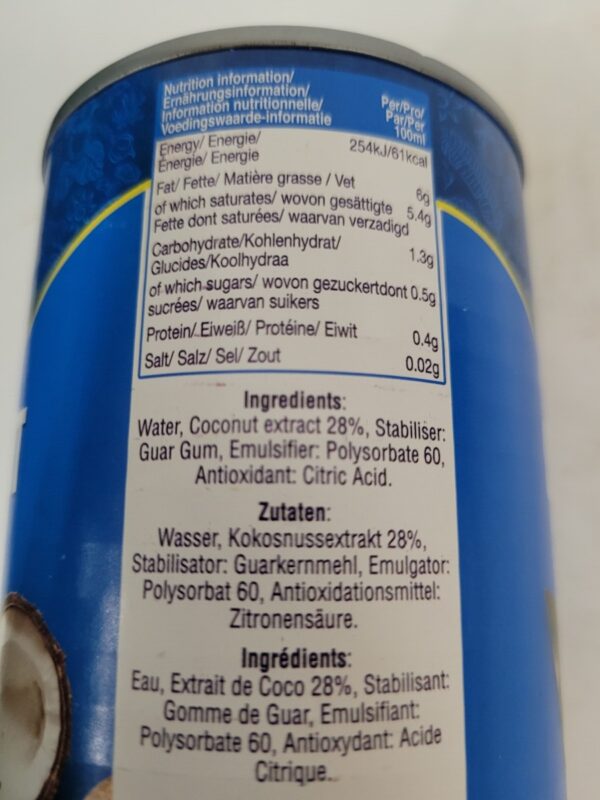 Nutrition information/
Ernährungsinformation/
Information nutritionnelle/
Voedingswaarde-informatie
Per/Pro/
Par/Per
100ml
Energy/ Energie/
Énergie/ Energie
254kJ/61kcal
Fat/ Fette/ Matière grasse / Vet 6g
of which saturates/ wovon gesättigte 5.4g
Fette dont saturées/ waarvan verzadigd
Carbohydrate/Kohlenhydrat/ 1.3g
Glucides/Koolhydraa
of which sugars/ wovon gezuckertdont 0.5g
sucrées/ waarvan suikers
Protein/ Eiweiß/ Protéine/ Eiwit 0.4g
Salt/ Salz/ Sel/ Zout 0.02g
Ingredients:
Water, Coconut extract 28%, Stabiliser:
Guar Gum, Emulsifier: Polysorbate 60,
Antioxidant: Citric Acid.
Zutaten:
Wasser, Kokosnussextrakt 28%,
Stabilisator: Guarkernmehl, Emulgator:
Polysorbat 60, Antioxidationsmittel:
Zitronensäure.
Ingrédients:
Eau, Extrait de Coco 28%, Stabilisant:
Gomme de Guar, Emulsifiant:
Polysorbate 60, Antioxydant: Acide
Citrique.